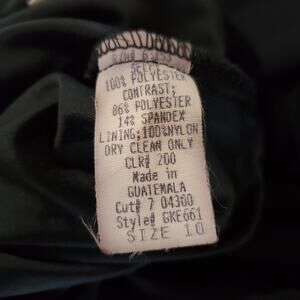 SELF;
100% POLYESTER
CONTRAST;
86% POLYESTER
14% SPANDEX
LINING;100%NYLON
DRY CLEAN ONLY
CLR# 200
Made in
GUATEMALA
Cut# 7 04300
Style# GKE661
SIZE 10